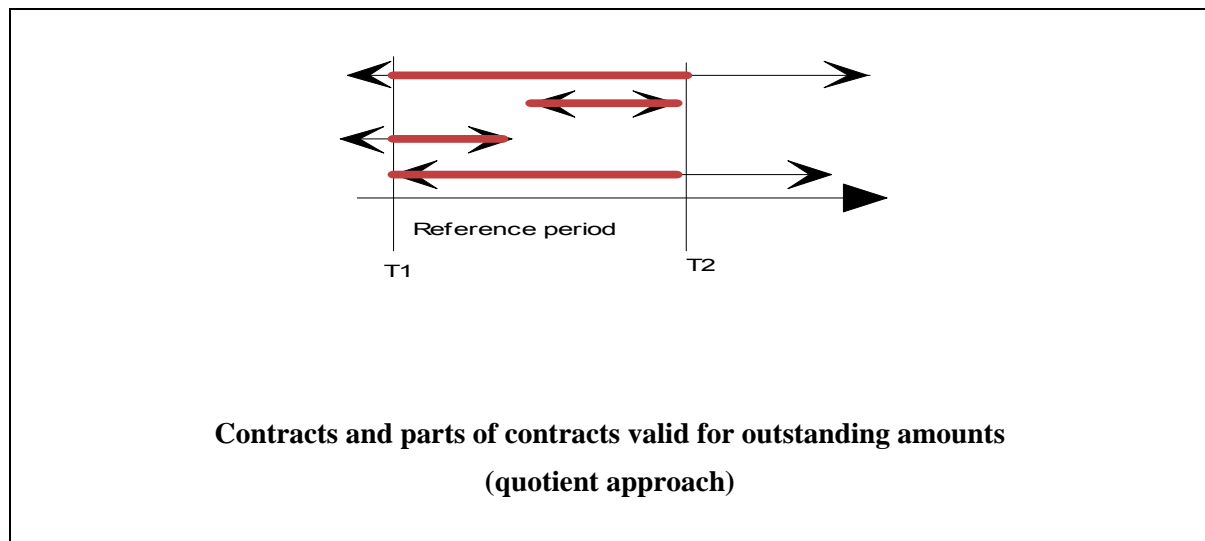 Reference period
T1
T2
Contracts and parts of contracts valid for outstanding amounts
(quotient approach)